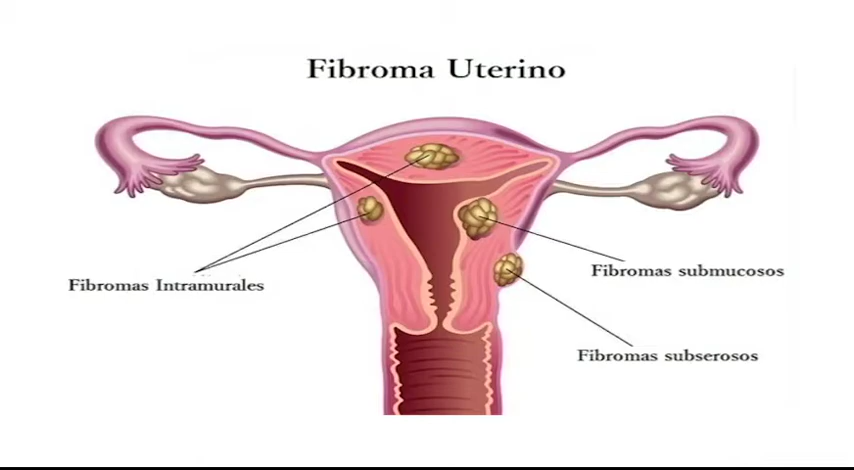 Fibroma Uterino
Fibromas submucosos
Fibromas Intramurales
Fibromas subserosos